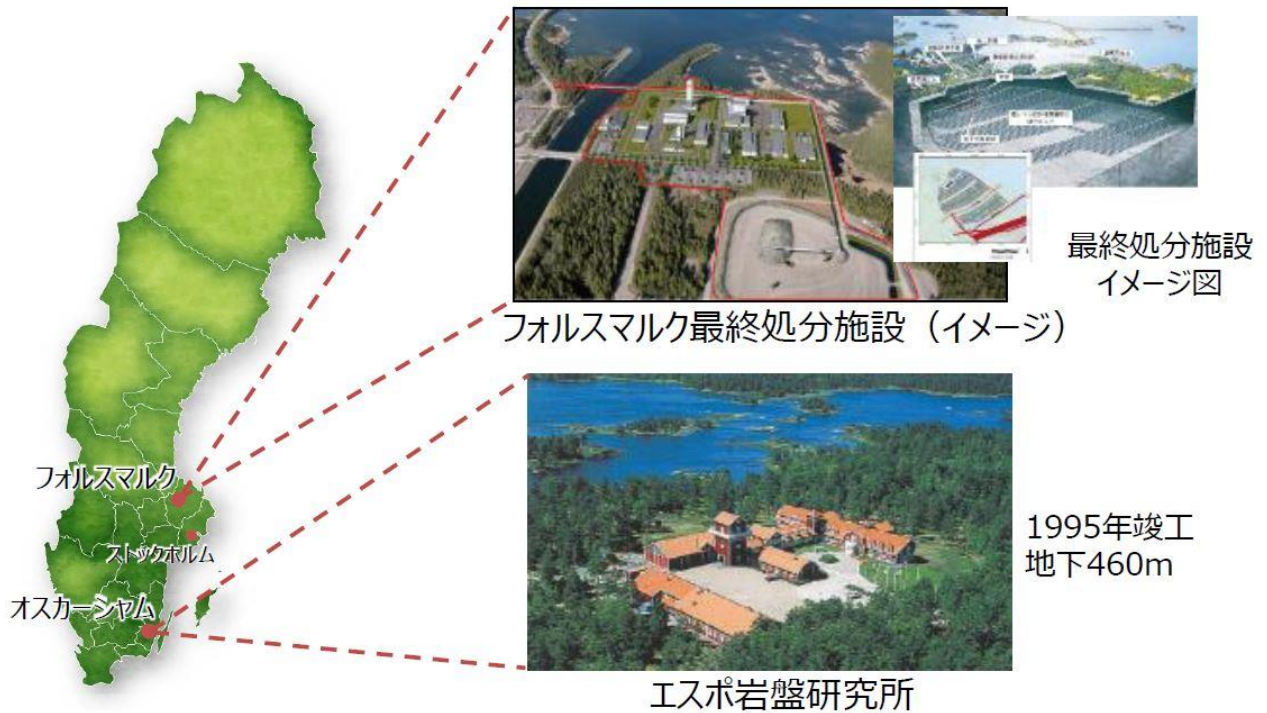 最終処分施設
イメージ図
フォルスマルク最終処分施設（イメージ）
フォルスマルク
ストックホルム
オスカーシャム
1995年竣工
地下460m
エスポ岩盤研究所